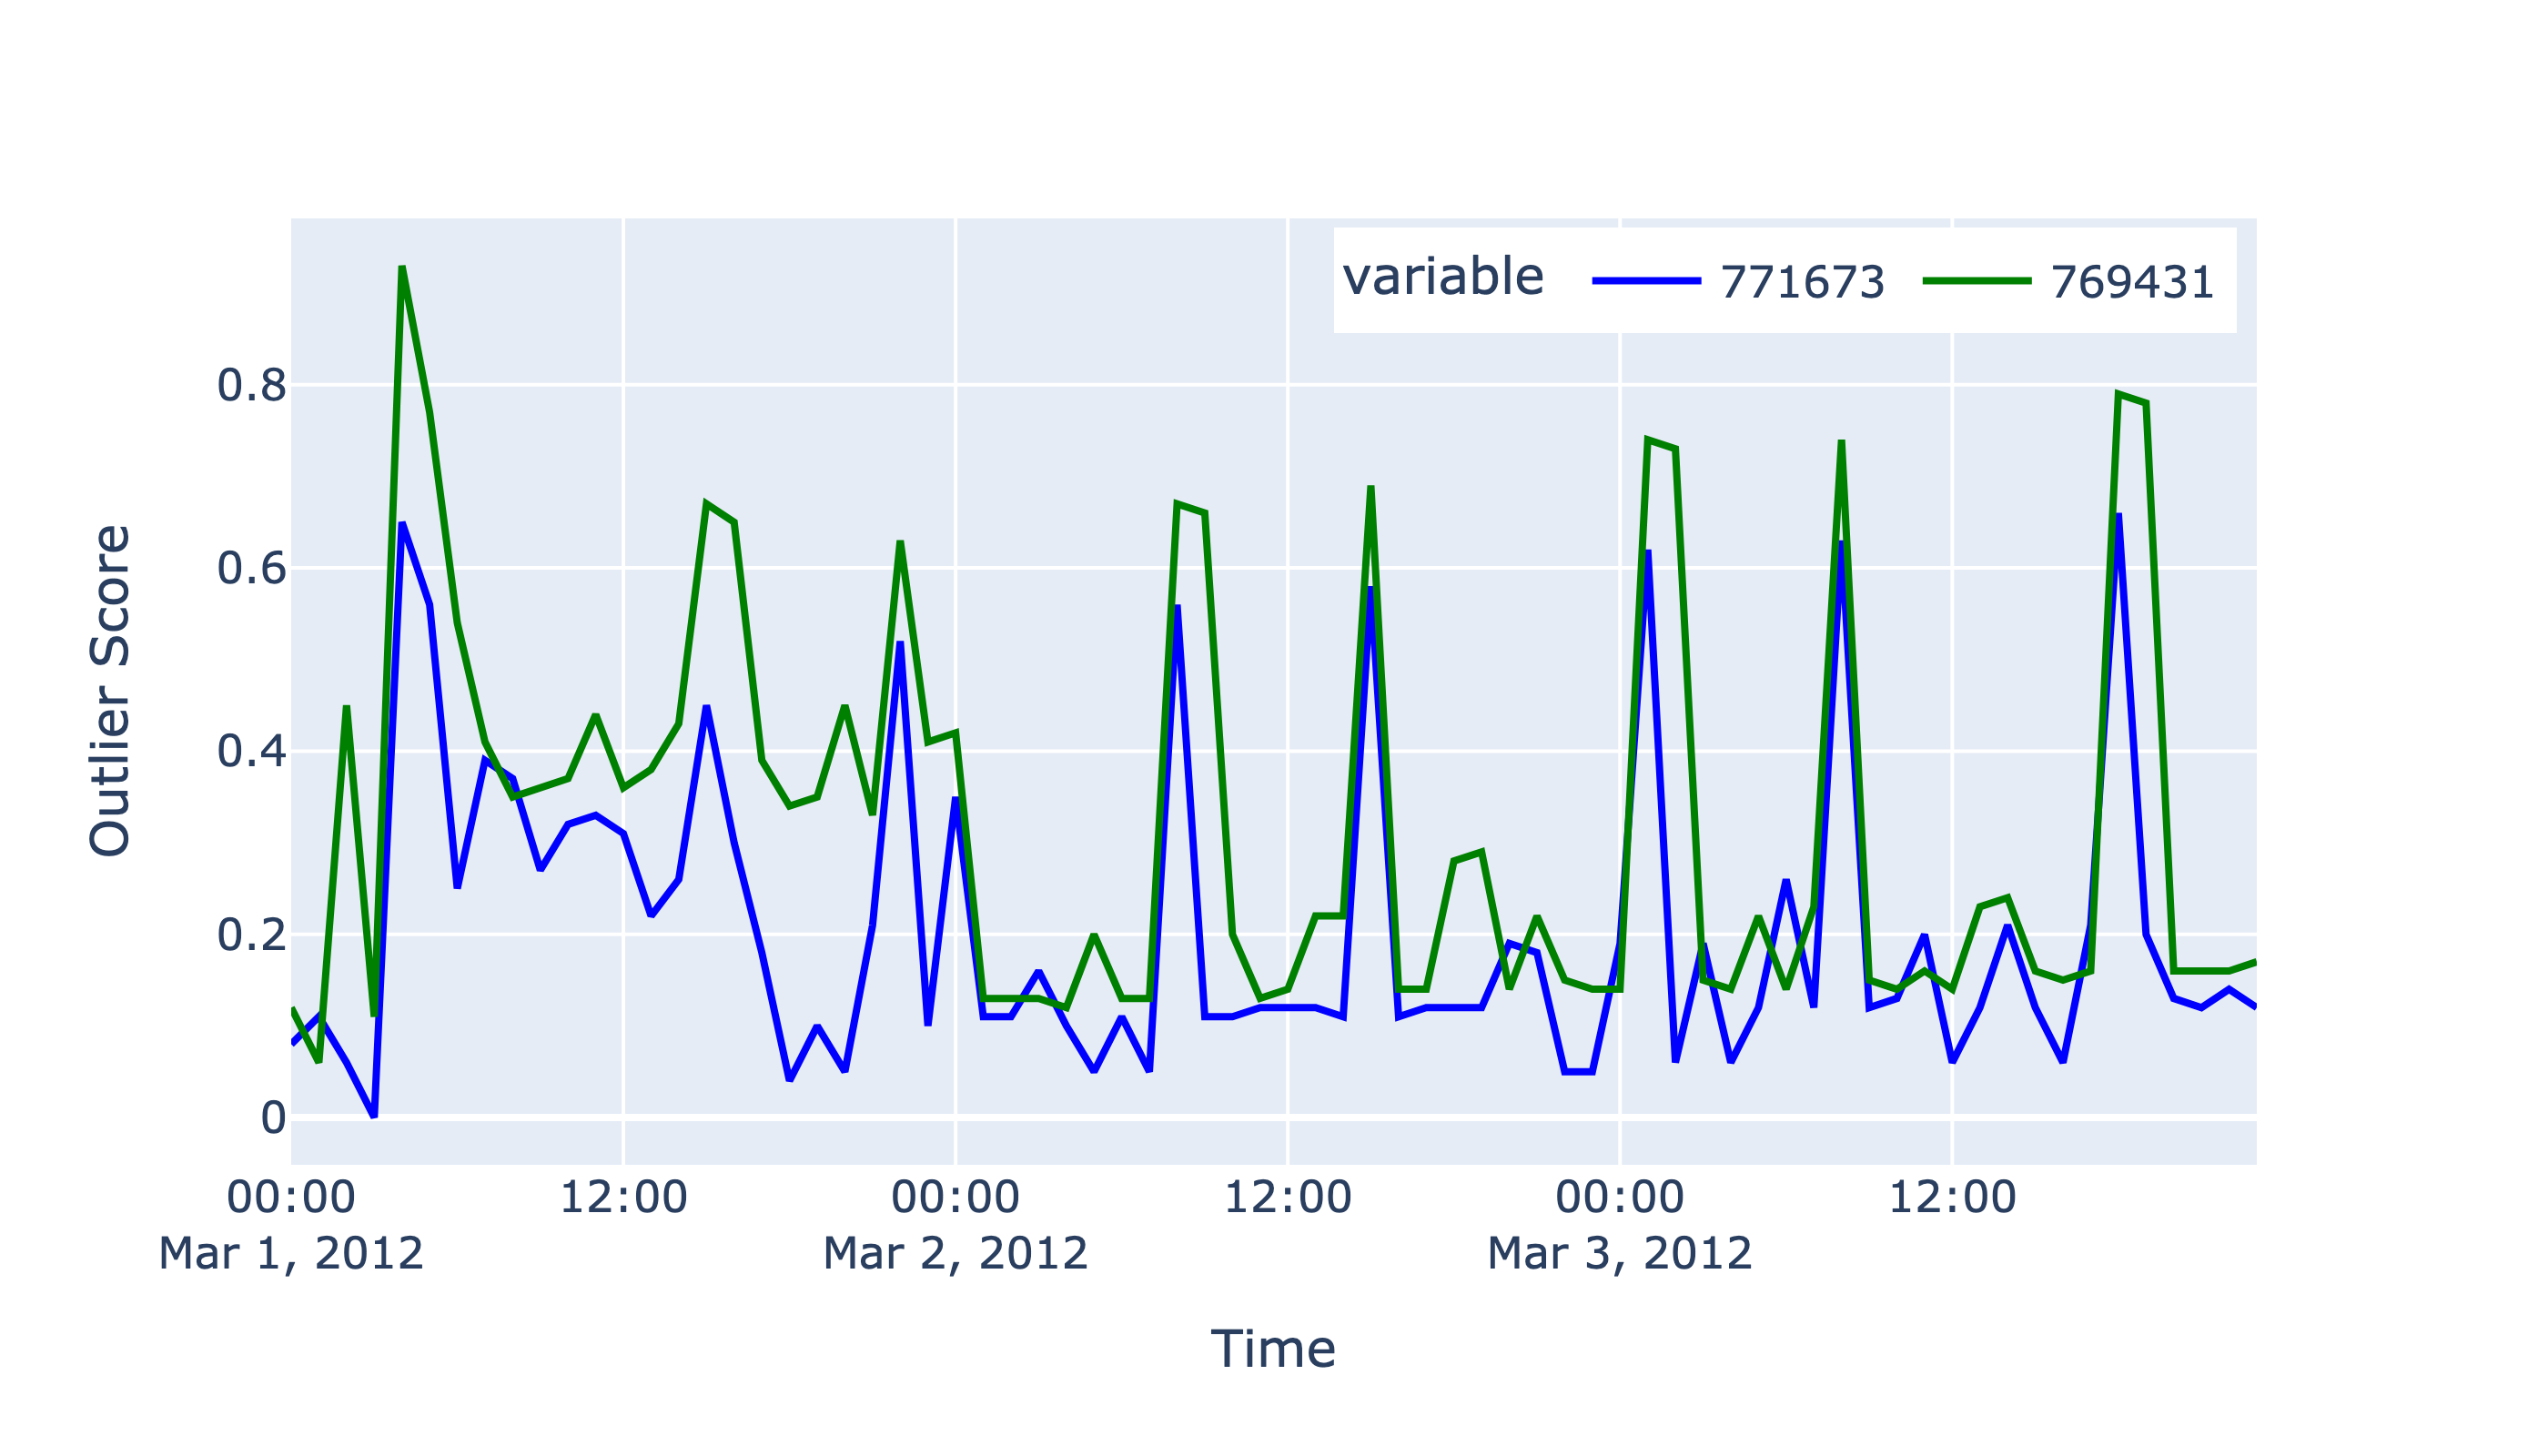 variable 771673 769431
0.8
0.6
0.4
0.2
0
Outlier Score
00:00 12:00 00:00 12:00 00:00 12:00
Mar 1, 2012 Mar 2, 2012 Mar 3, 2012
Time